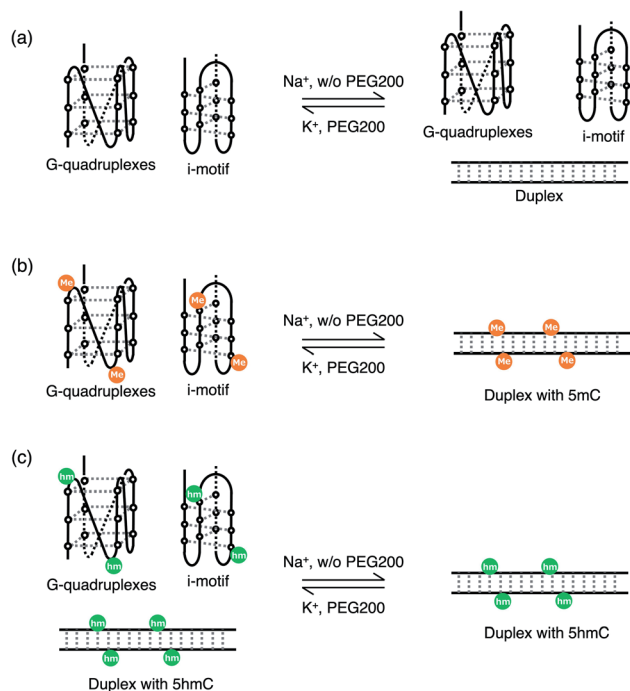 (a)
G-quadruplexes
i-motif
Na⁺, w/o PEG200
K⁺, PEG200
G-quadruplexes
i-motif
Duplex
(b)
Me
Me
Me
Me
G-quadruplexes
i-motif
Na⁺, w/o PEG200
K⁺, PEG200
Me
Me
Me
Me
Duplex with 5mC
(c)
hm
hm
hm
hm
G-quadruplexes
i-motif
hm
hm
hm
hm
Duplex with 5hmC
Na⁺, w/o PEG200
K⁺, PEG200
hm
hm
hm
hm
Duplex with 5hmC